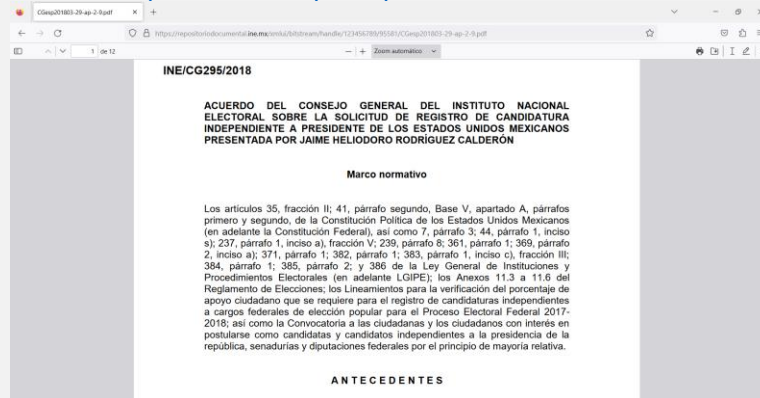 CGesp201803-29-ap-2-9.pdf
https://repositoriodocumental.ine.mx/xmlui/bitstream/handle/123456789/95581/CGesp201803-29-ap-2-9.pdf
1 de 12
Zoom automático
INE/CG295/2018
ACUERDO DEL CONSEJO GENERAL DEL INSTITUTO NACIONAL
ELECTORAL SOBRE LA SOLICITUD DE REGISTRO DE CANDIDATURA
INDEPENDIENTE A PRESIDENTE DE LOS ESTADOS UNIDOS MEXICANOS
PRESENTADA POR JAIME HELIODORO RODRÍGUEZ CALDERÓN
Marco normativo
Los artículos 35, fracción II; 41, párrafo segundo, Base V, apartado A, párrafos
primero y segundo, de la Constitución Política de los Estados Unidos Mexicanos
(en adelante la Constitución Federal), así como 7, párrafo 3; 44, párrafo 1, inciso
s); 237, párrafo 1, inciso a), fracción V; 239, párrafo 8; 361, párrafo 1; 369, párrafo
2, inciso a); 371, párrafo 1; 382, párrafo 1; 383, párrafo 1, inciso c), fracción III;
384, párrafo 1; 385, párrafo 2; y 386 de la Ley General de Instituciones y
Procedimientos Electorales (en adelante LGIPE); los Anexos 11.3 a 11.6 del
Reglamento de Elecciones; los Lineamientos para la verificación del porcentaje de
apoyo ciudadano que se requiere para el registro de candidaturas independientes
a cargos federales de elección popular para el Proceso Electoral Federal 2017-
2018; así como la Convocatoria a las ciudadanas y los ciudadanos con interés en
postularse como candidatas y candidatos independientes a la presidencia de la
república, senadurías y diputaciones federales por el principio de mayoría relativa.
A N T E C E D E N T E S